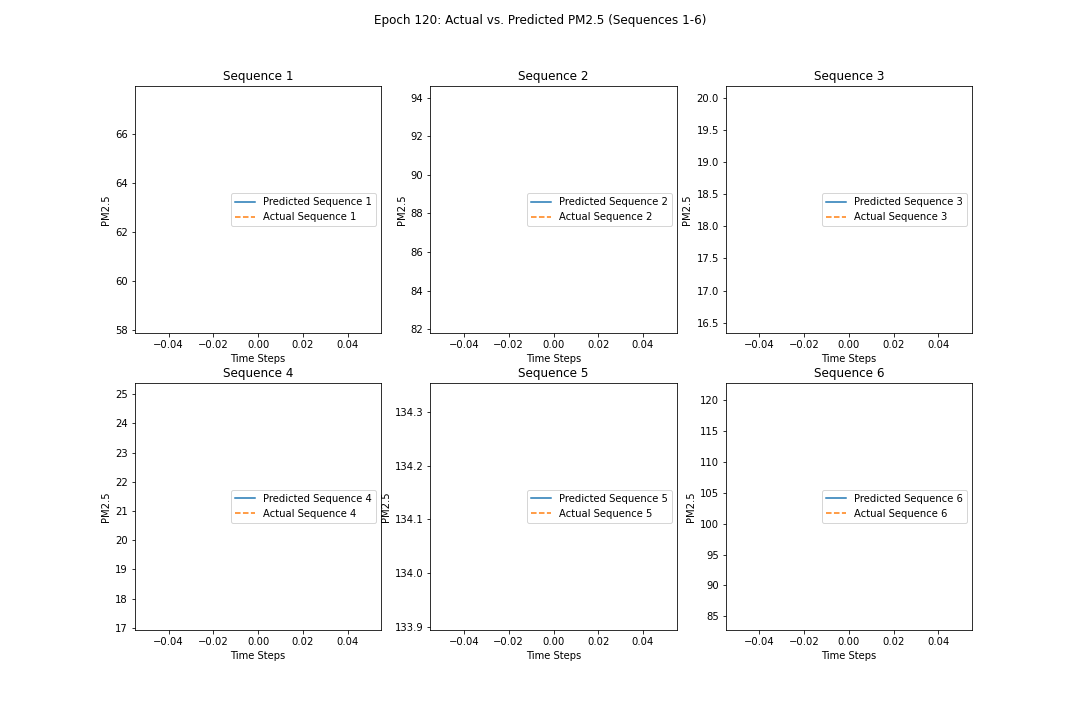 Epoch 120: Actual vs. Predicted PM2.5 (Sequences 1-6)
Sequence 1
PM2.5
66
64
62
60
58
Predicted Sequence 1
Actual Sequence 1
−0.04 −0.02 0.00 0.02 0.04
Time Steps
Sequence 2
PM2.5
94
92
90
88
86
84
82
Predicted Sequence 2
Actual Sequence 2
−0.04 −0.02 0.00 0.02 0.04
Time Steps
Sequence 3
PM2.5
20.0
19.5
19.0
18.5
18.0
17.5
17.0
16.5
Predicted Sequence 3
Actual Sequence 3
−0.04 −0.02 0.00 0.02 0.04
Time Steps
Sequence 4
PM2.5
25
24
23
22
21
20
19
18
17
Predicted Sequence 4
Actual Sequence 4
−0.04 −0.02 0.00 0.02 0.04
Time Steps
Sequence 5
PM2.5
134.3
134.2
134.1
134.0
133.9
Predicted Sequence 5
Actual Sequence 5
−0.04 −0.02 0.00 0.02 0.04
Time Steps
Sequence 6
PM2.5
120
115
110
105
100
95
90
85
Predicted Sequence 6
Actual Sequence 6
−0.04 −0.02 0.00 0.02 0.04
Time Steps